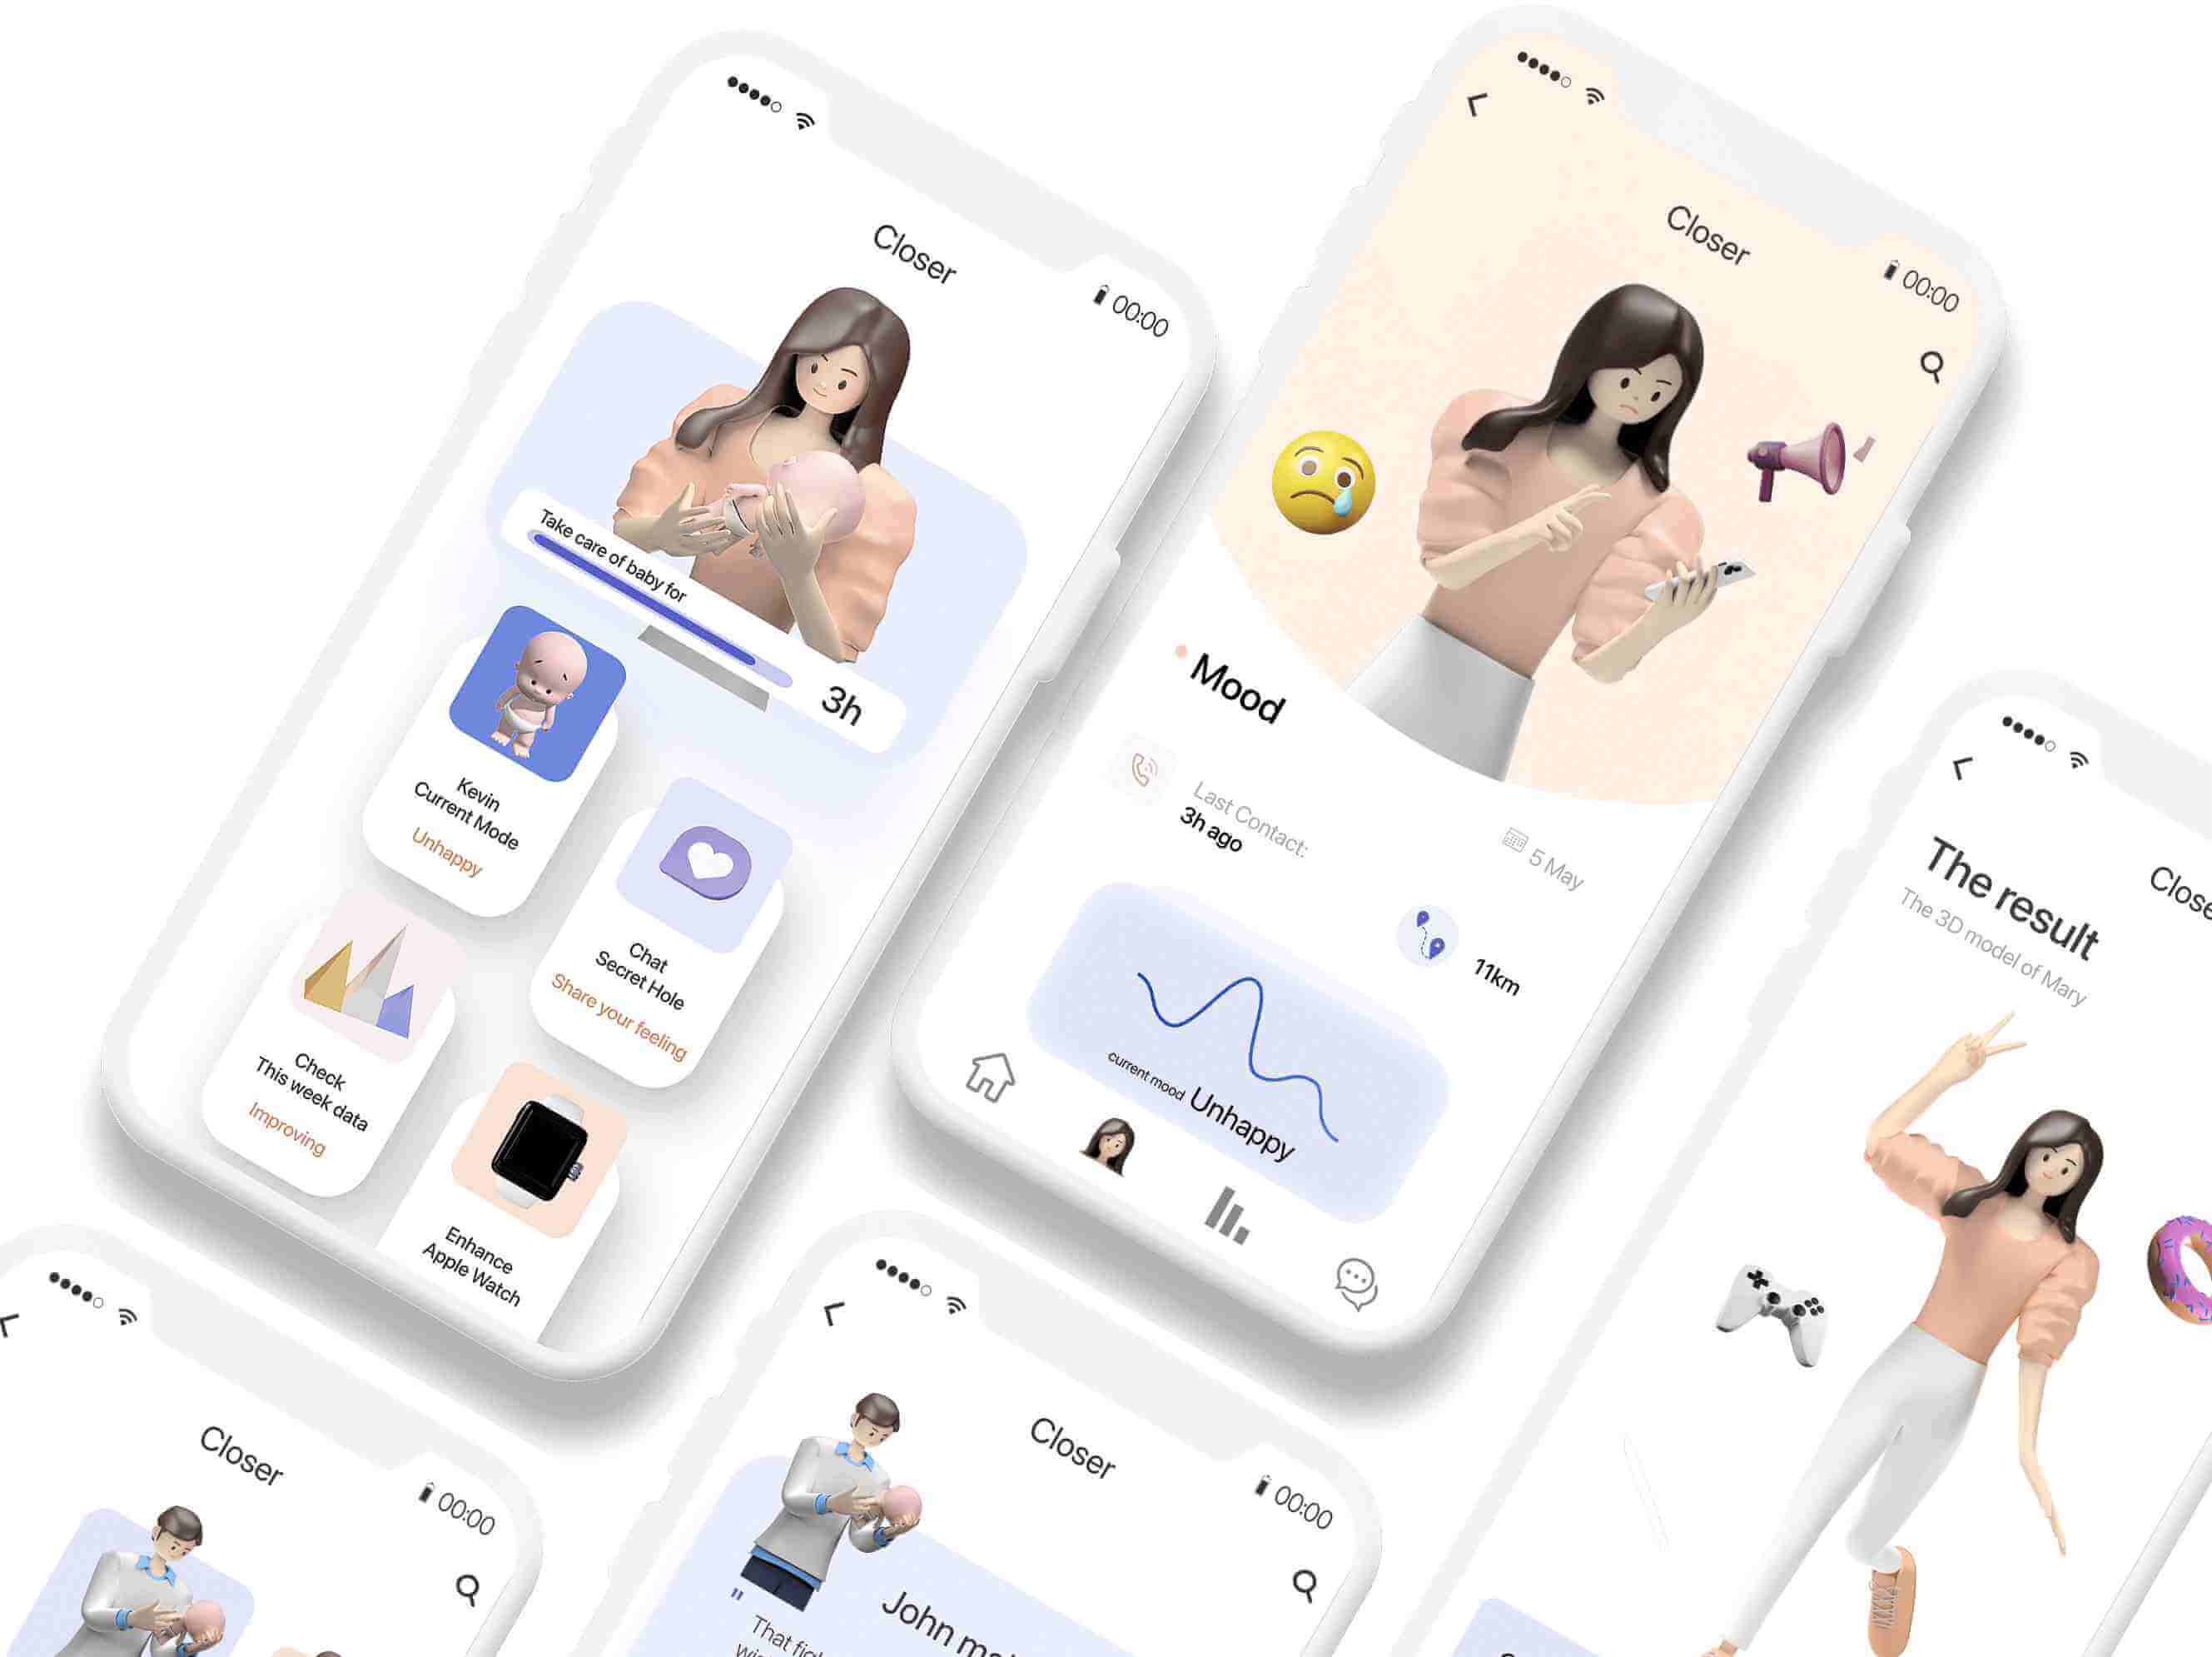 Closer
00:00
Take care of baby for
3h
Kevin
Current Mode
Unhappy
Chat
Secret Hole
Share your feeling
Check
This week data
Improving
Enhance
Apple Watch
Closer
00:00
Mood
Last Contact:
3h ago
5 May
11km
current mood Unhappy
The result
The 3D model of Mary
Closer
00:00
Closer
00:00
John
"
That